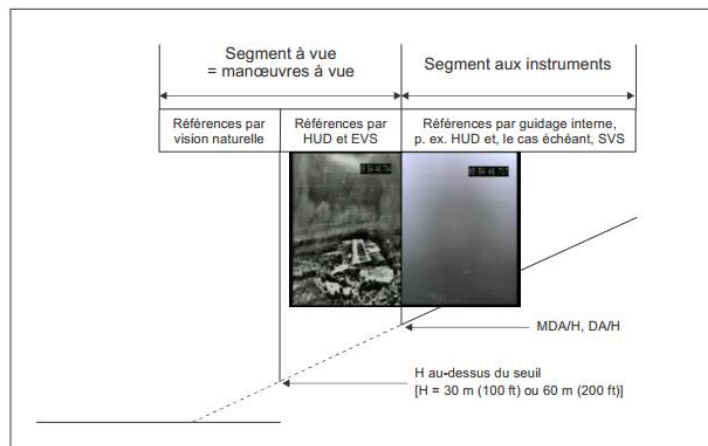 Segment à vue
= manœuvres à vue
Segment aux instruments
Références par
vision naturelle
Références par
HUD et EVS
Références par guidage interne,
p. ex. HUD et, le cas échéant, SVS
MDA/H, DA/H
H au-dessus du seuil
[H = 30 m (100 ft) ou 60 m (200 ft)]